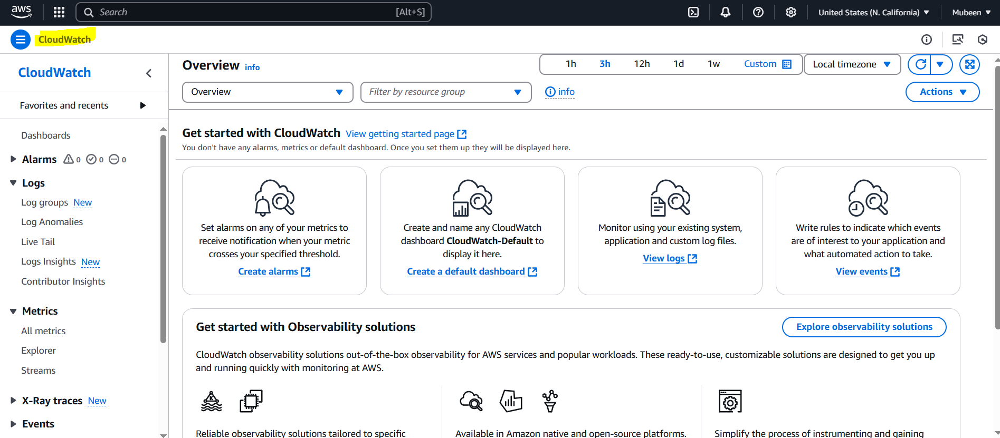 aws
Search [Alt+S]
United States (N. California)
Mubeen
CloudWatch
CloudWatch
Favorites and recents
Dashboards
Alarms 0 0 0
Logs
Log groups New
Log Anomalies
Live Tail
Logs Insights New
Contributor Insights
Metrics
All metrics
Explorer
Streams
X-Ray traces New
Events
Overview info
1h 3h 12h 1d 1w Custom
Local timezone
Overview
Filter by resource group
info
Actions
Get started with CloudWatch View getting started page
You don't have any alarms, metrics or default dashboard. Once you set them up they will be displayed here.
Set alarms on any of your metrics to
receive notification when your metric
crosses your specified threshold.
Create alarms
Create and name any CloudWatch
dashboard CloudWatch-Default to
display it here.
Create a default dashboard
Monitor using your existing system,
application and custom log files.
View logs
Write rules to indicate which events
are of interest to your application and
what automated action to take.
View events
Get started with Observability solutions
Explore observability solutions
CloudWatch observability solutions out-of-the-box observability for AWS services and popular workloads. These ready-to-use, customizable solutions are designed to get you up
and running quickly with monitoring at AWS.
Reliable observability solutions tailored to specific
Available in Amazon native and open-source platforms.
Simplify the process of instrumenting and gaining